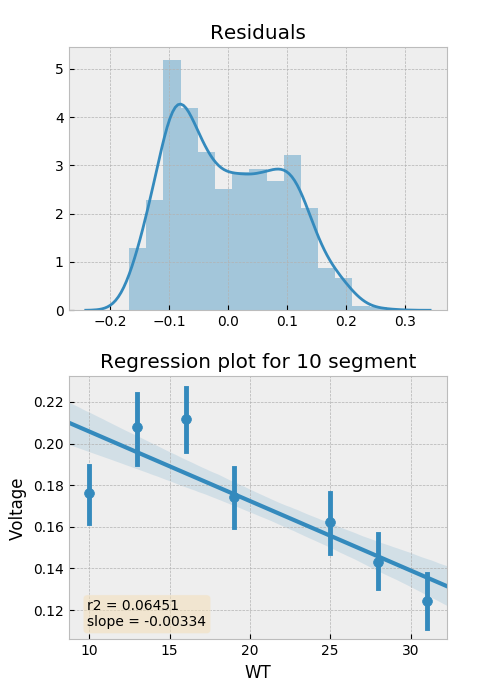 Residuals
5
4
3
2
1
0
−0.2 −0.1 0.0 0.1 0.2 0.3
Regression plot for 10 segment
0.22
0.20
0.18
0.16
0.14
0.12
Voltage
r2 = 0.06451
slope = -0.00334
10 15 20 25 30
WT